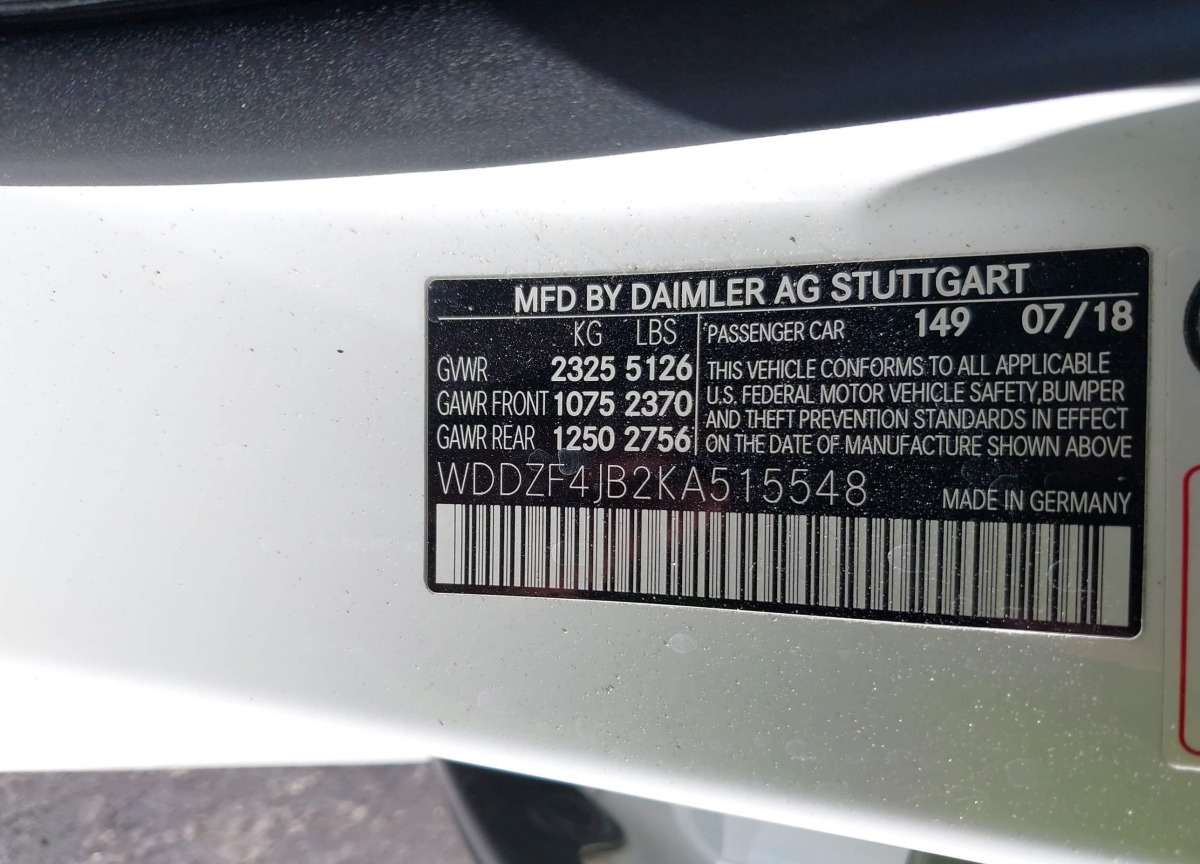 MFD BY DAIMLER AG STUTTGART
KG LBS
GVWR 2325 5126
GAWR FRONT 1075 2370
GAWR REAR 1250 2756
PASSENGER CAR 149 07/18
THIS VEHICLE CONFORMS TO ALL APPLICABLE
U.S. FEDERAL MOTOR VEHICLE SAFETY,BUMPER
AND THEFT PREVENTION STANDARDS IN EFFECT
ON THE DATE OF MANUFACTURE SHOWN ABOVE
WDDZF4JB2KA515548
MADE IN GERMANY